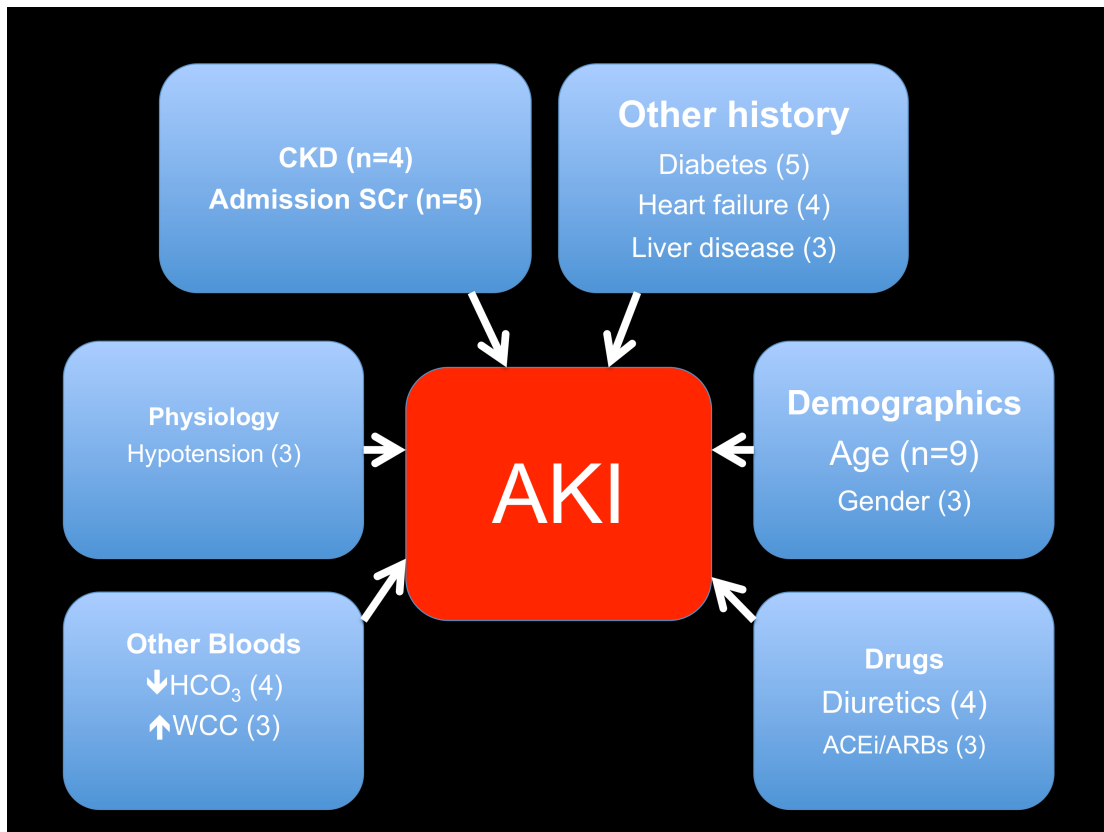 CKD (n=4)
Admission SCr (n=5)
Other history
Diabetes (5)
Heart failure (4)
Liver disease (3)
Physiology
Hypotension (3)
AKI
Demographics
Age (n=9)
Gender (3)
Other Bloods
🡫HCO₃ (4)
🡩WCC (3)
Drugs
Diuretics (4)
ACEi/ARBs (3)